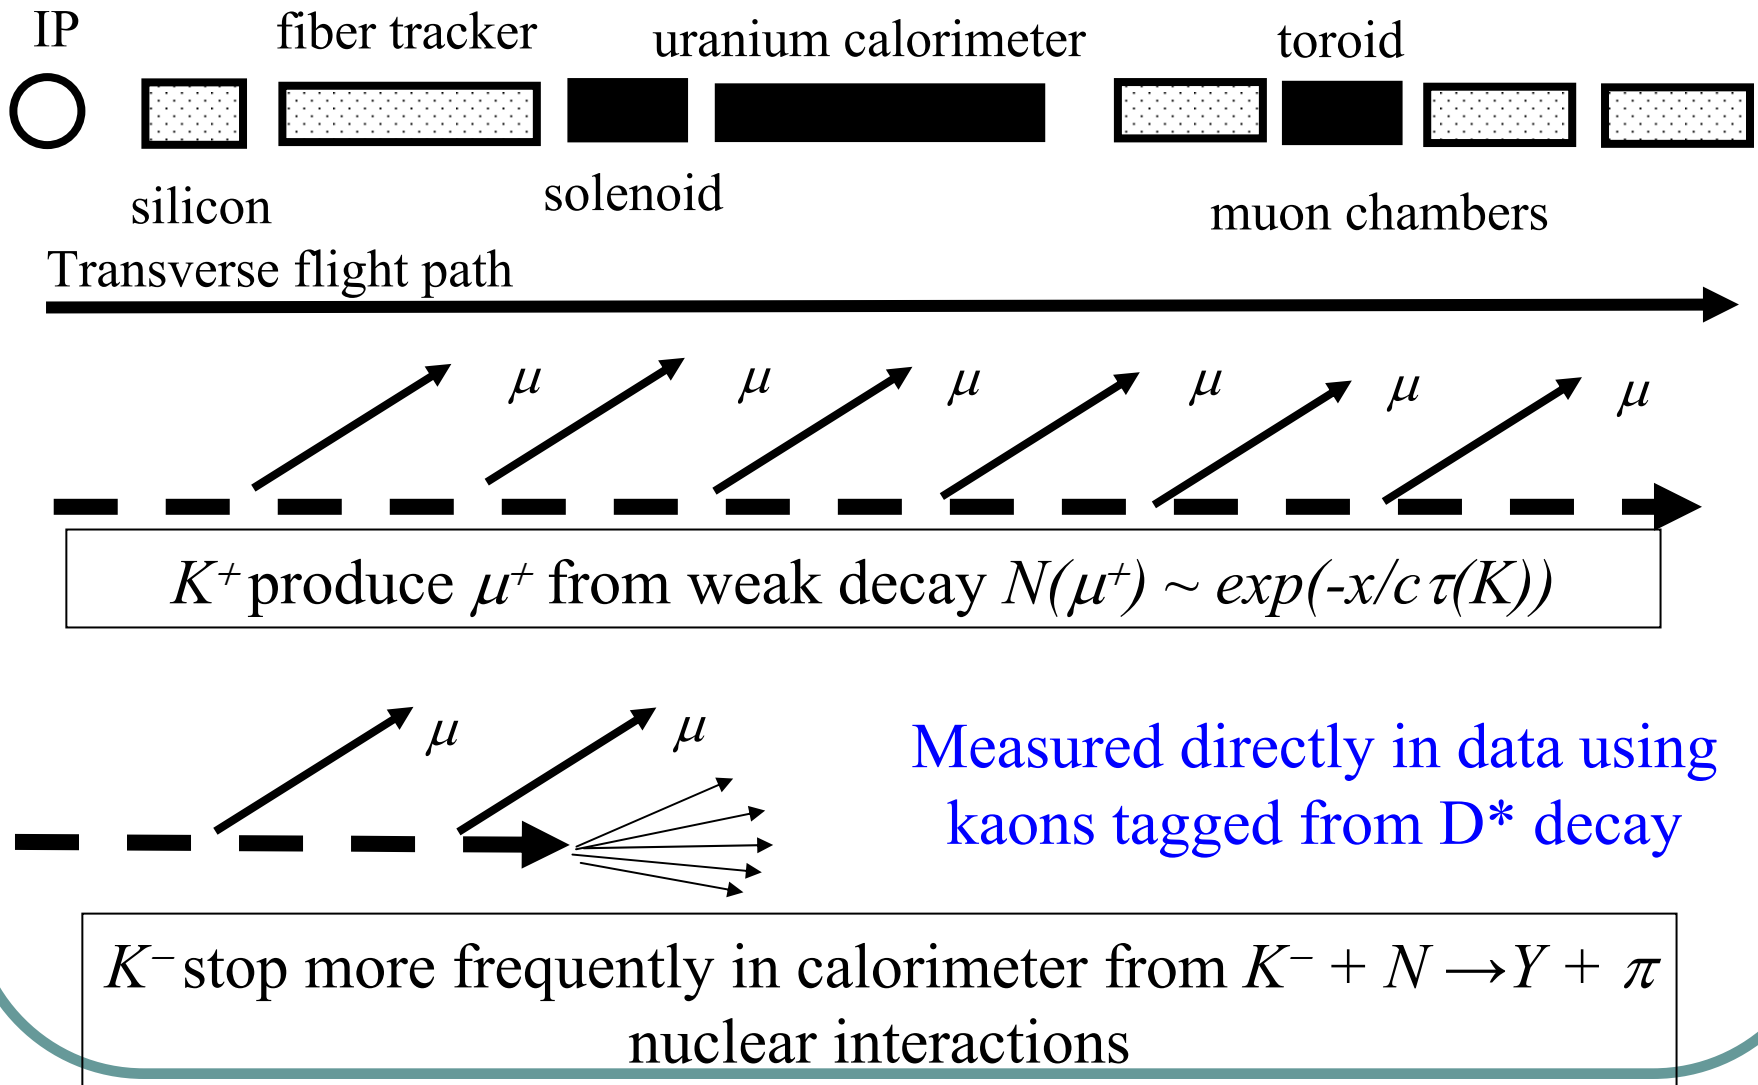 IP
fiber tracker
uranium calorimeter
toroid
silicon
solenoid
muon chambers
Transverse flight path
μ
μ
μ
μ
μ
μ
K⁺ produce μ⁺ from weak decay N(μ⁺) ~ exp(-x/cτ(K))
μ
μ
Measured directly in data using
kaons tagged from D* decay
K⁻ stop more frequently in calorimeter from K⁻ + N → Y + π
nuclear interactions